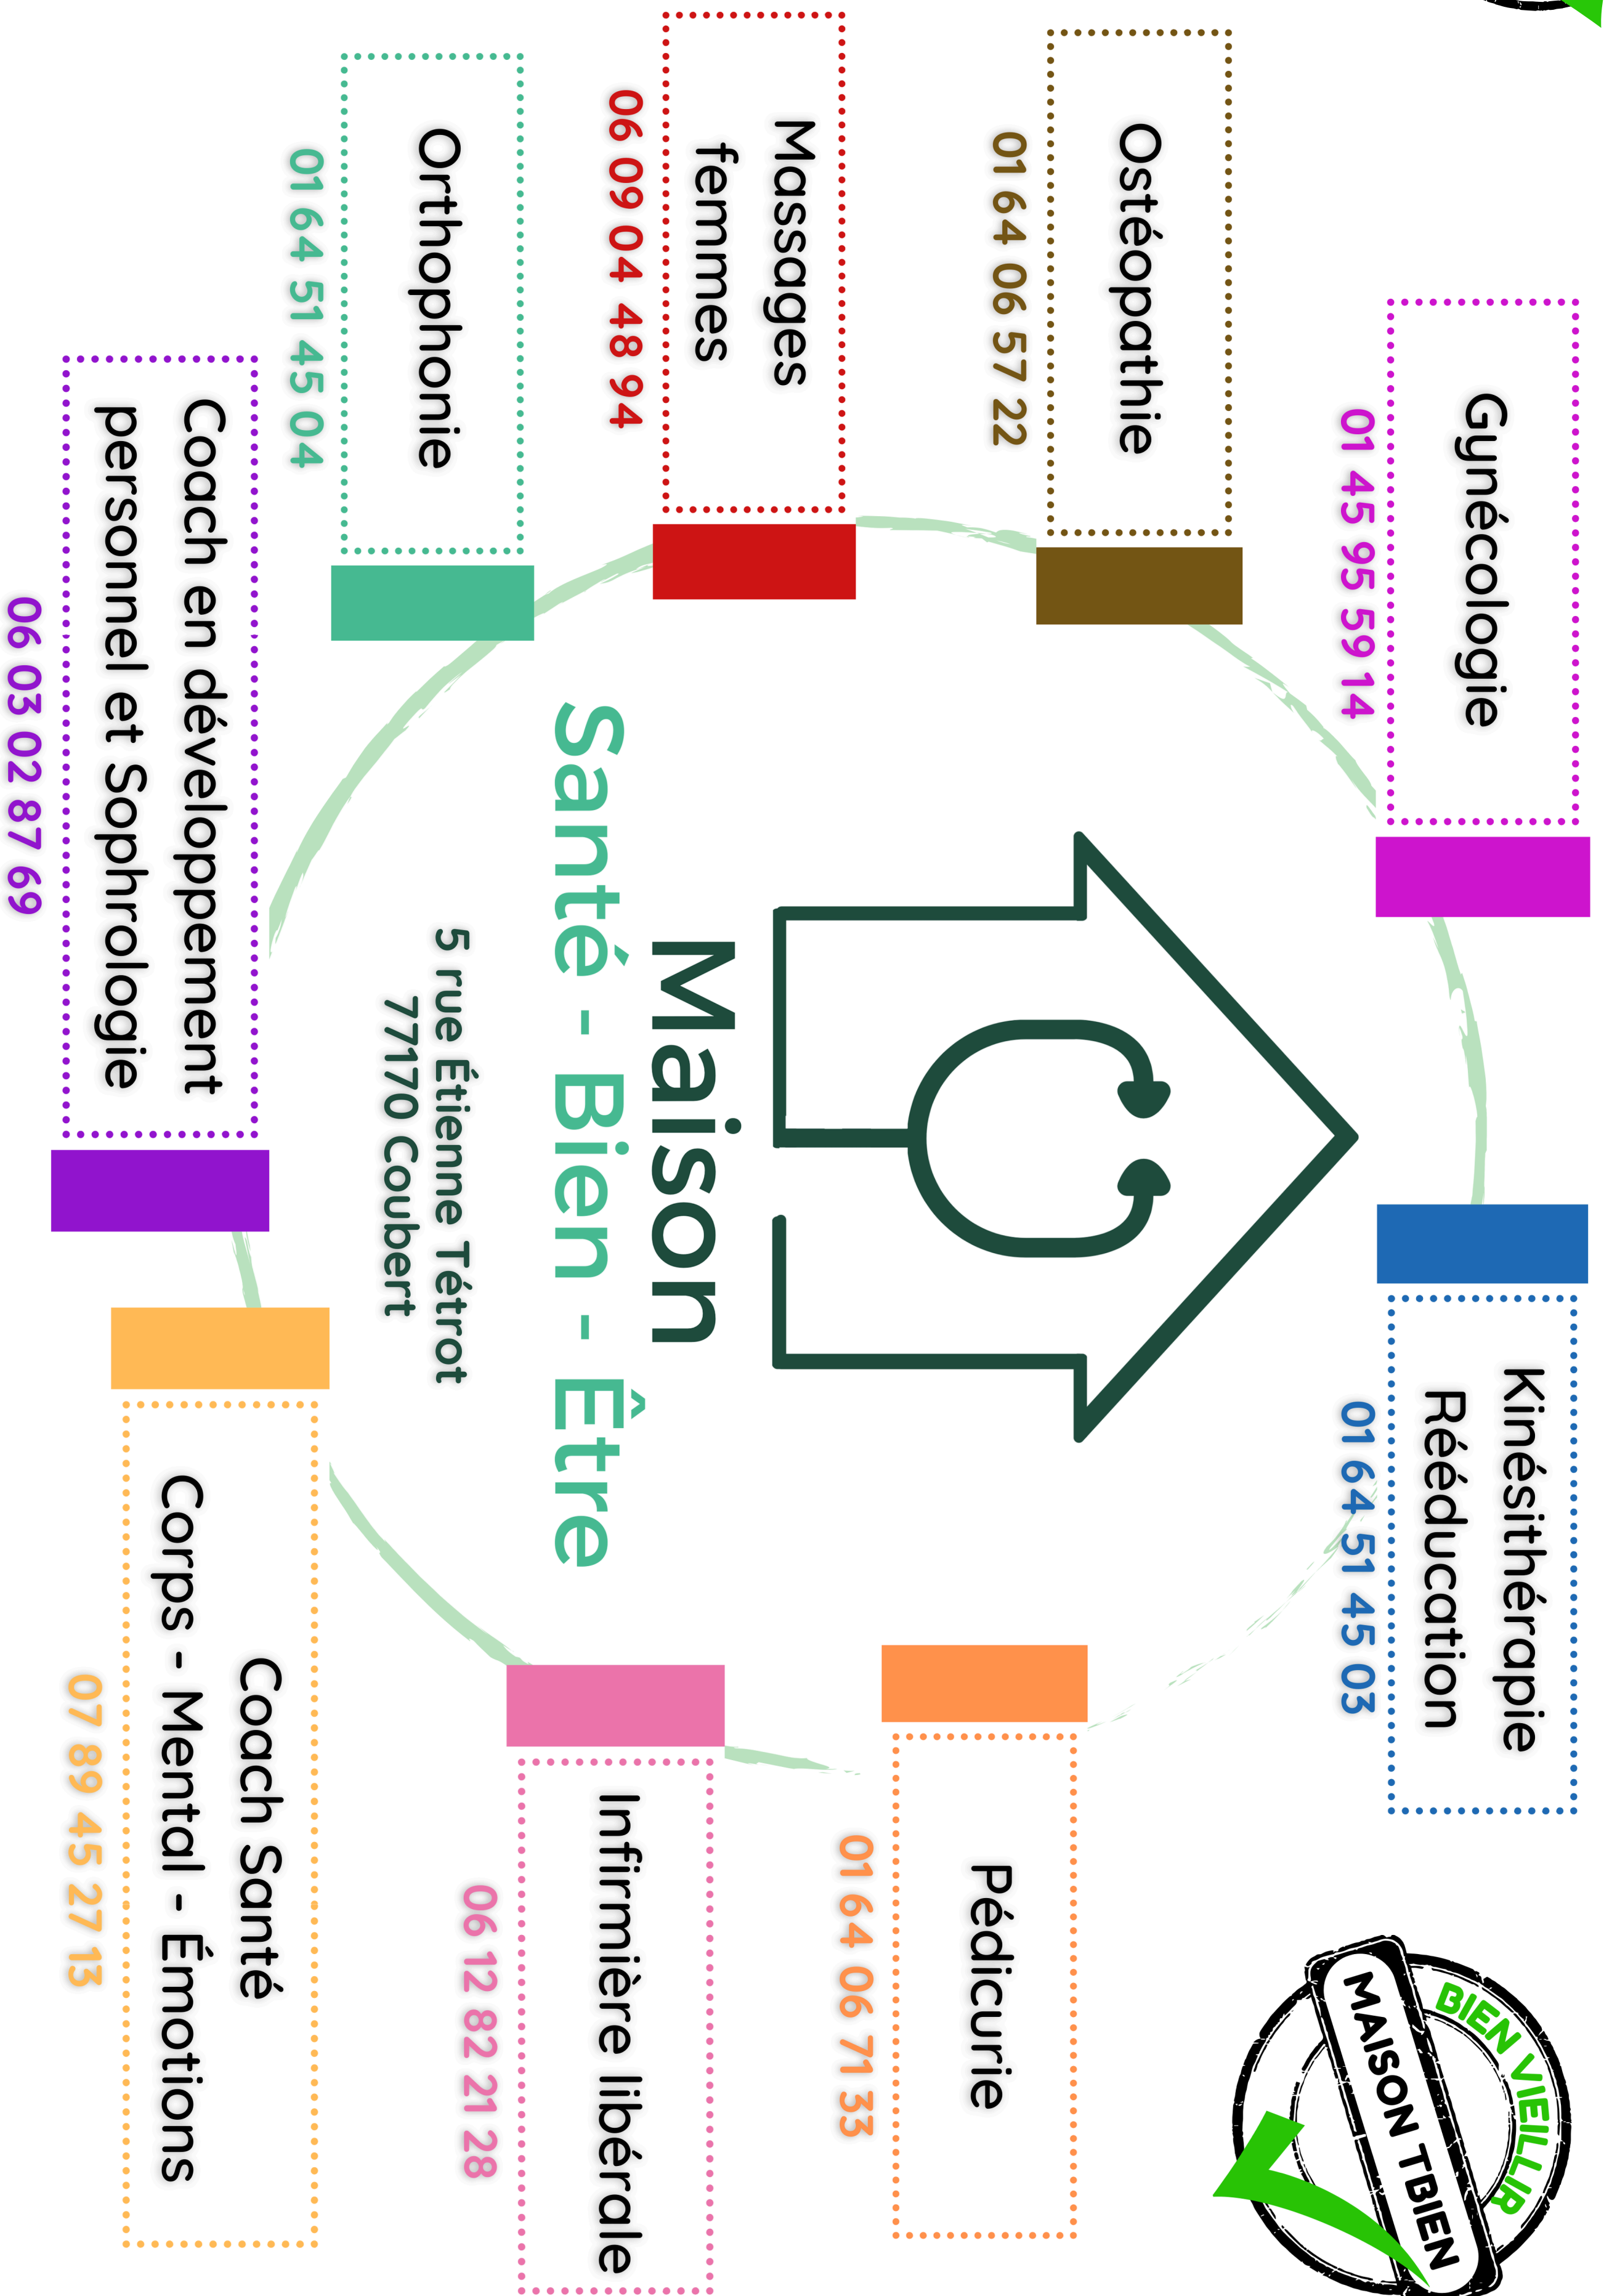 Gynécologie
01 45 95 59 14
Kinésithérapie
Rééducation
01 64 51 45 03
BIEN VIEILLIR
MAISON TBIEN
Ostéopathie
01 64 06 57 22
Pédicurie
01 64 06 71 33
Massages
femmes
06 09 04 48 94
Maison
Santé - Bien - Être
5 rue Étienne Tétrot
77170 Coubert
Infirmière libérale
06 12 82 21 28
Orthophonie
01 64 51 45 04
Coach en développement
personnel et Sophrologie
06 03 02 87 69
Coach Santé
Corps - Mental - Émotions
07 89 45 27 13